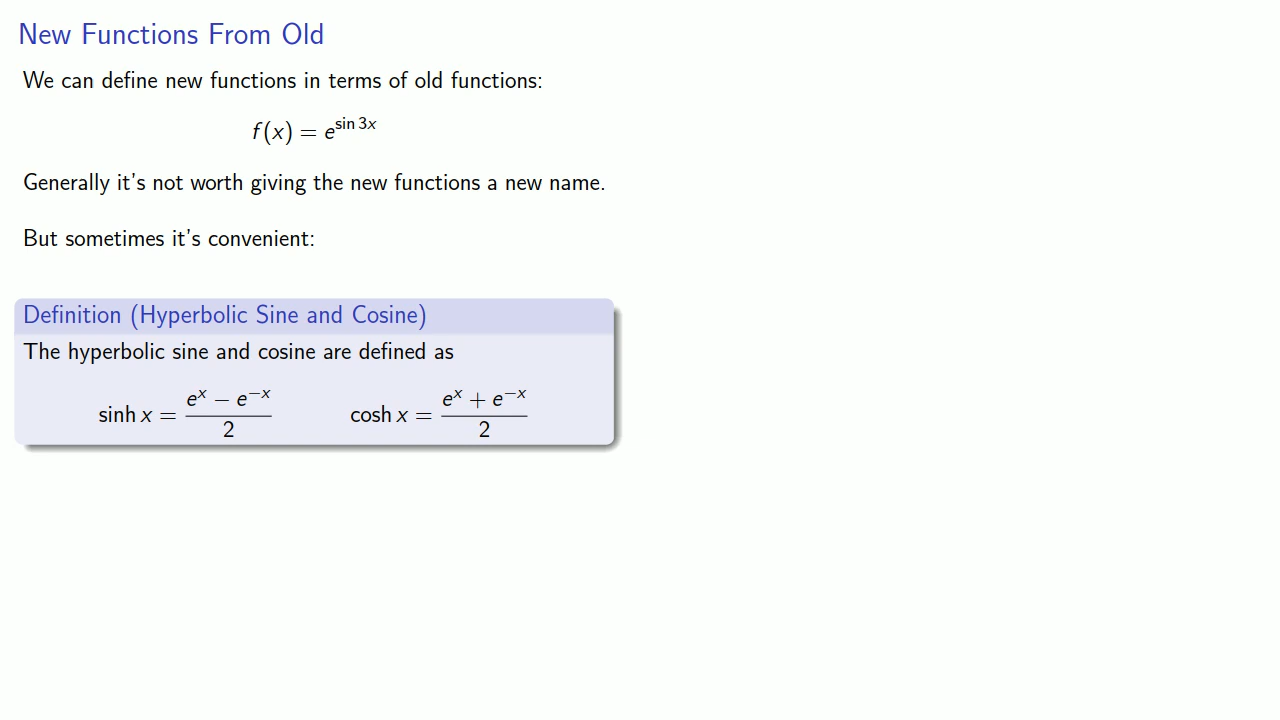 New Functions From Old
We can define new functions in terms of old functions:
f(x) = e^{sin 3x}
Generally it's not worth giving the new functions a new name.
But sometimes it's convenient:
Definition (Hyperbolic Sine and Cosine)
The hyperbolic sine and cosine are defined as
sinh x = \frac{e^x − e^{−x}}{2} cosh x = \frac{e^x + e^{−x}}{2}